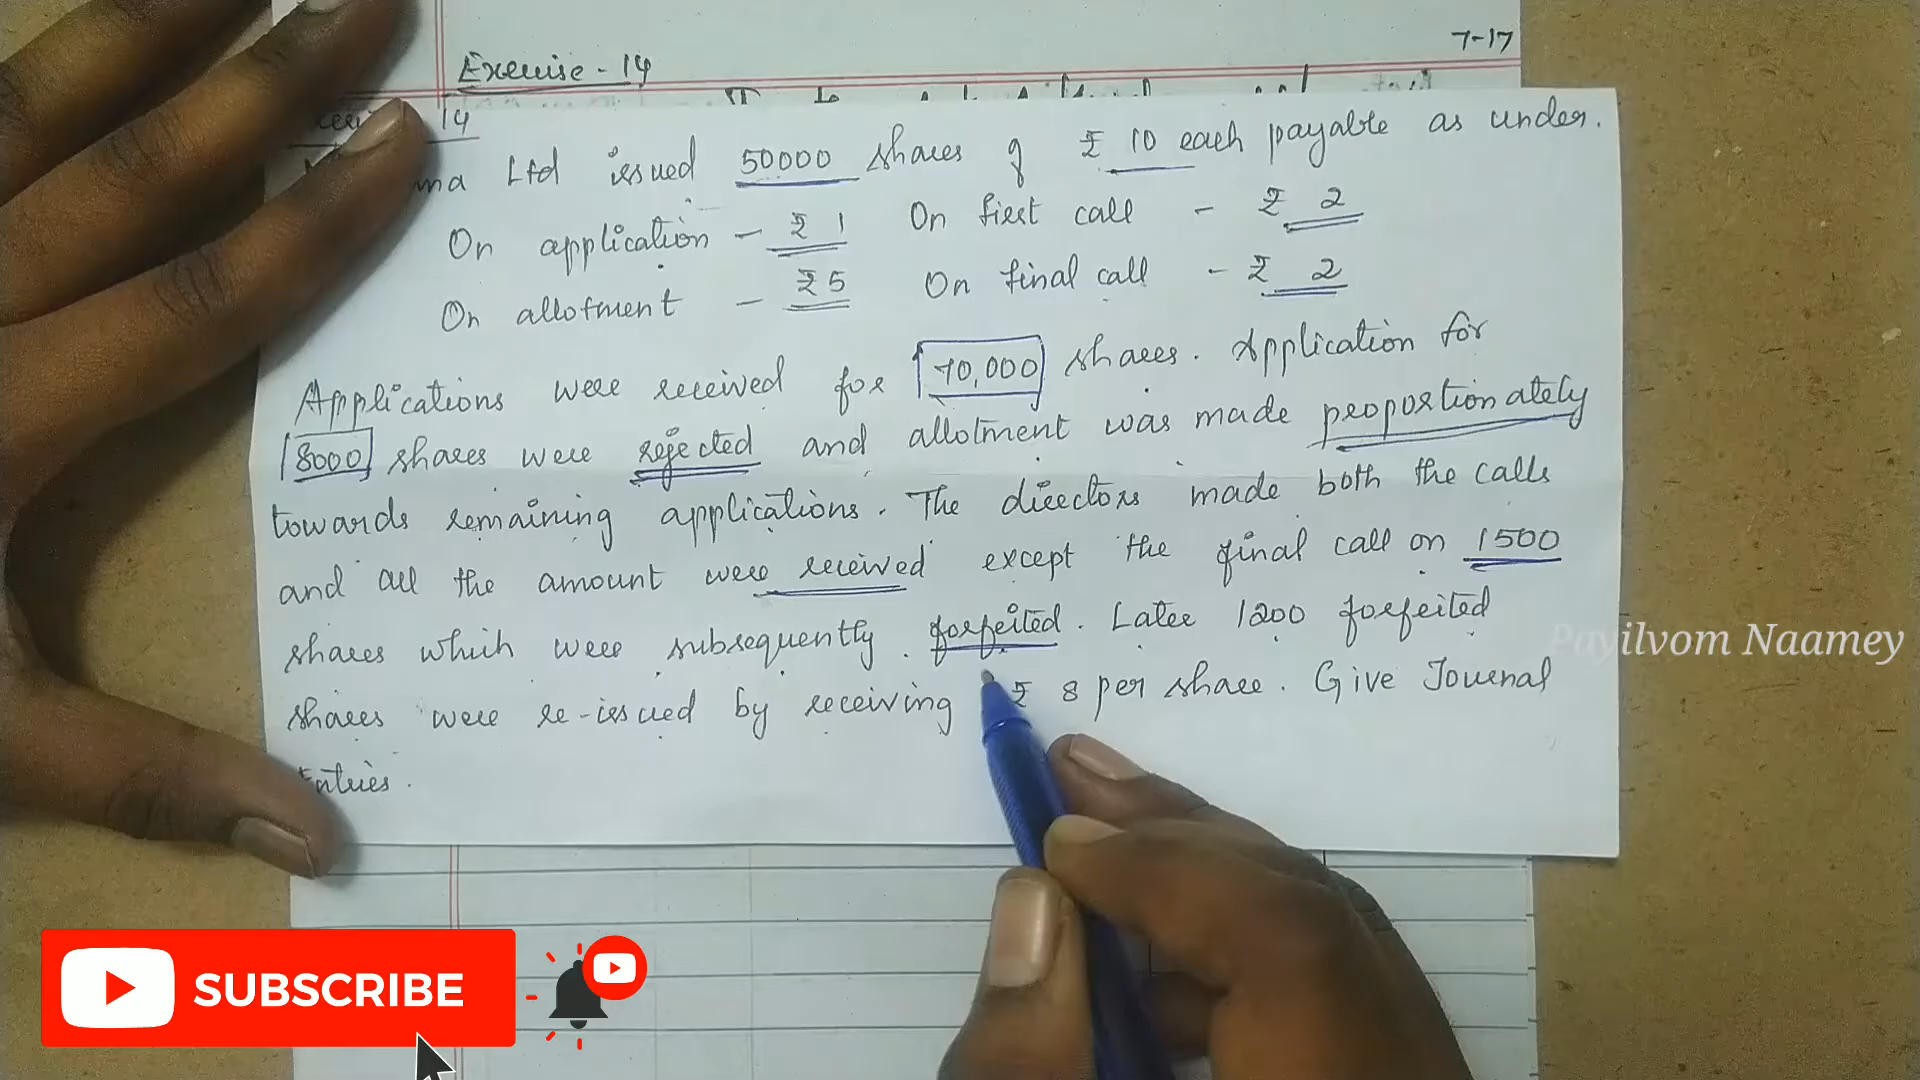 Exercise - 14
7-17
14
Ltd issued 50000 shares of ₹ 10 each payable as under.
On application - ₹ 1 On first call - ₹ 2
On allotment - ₹5 On final call - ₹ 2
Applications were received for 70,000 shares. Application for
8000 shares were rejected and allotment was made proportionately
towards remaining applications. The directors made both the calls
and all the amount were received except the final call on 1500
shares which were subsequently forfeited. Later 1200 forfeited
shares were re-issued by receiving ₹ 8 per share. Give Journal
Entries.
Payilvom Naamey
SUBSCRIBE